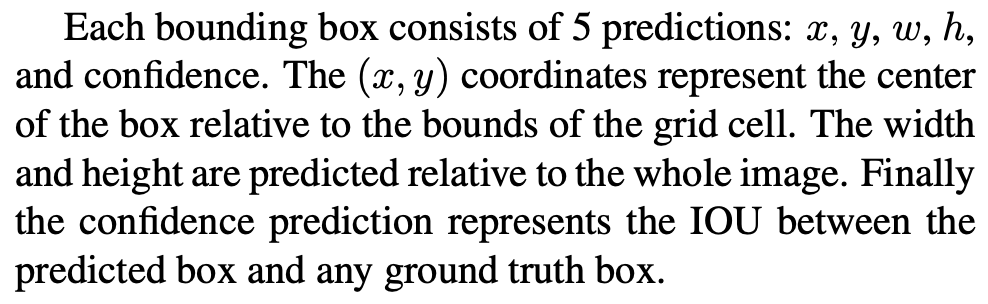 Each bounding box consists of 5 predictions: x, y, w, h,
and confidence. The (x, y) coordinates represent the center
of the box relative to the bounds of the grid cell. The width
and height are predicted relative to the whole image. Finally
the confidence prediction represents the IOU between the
predicted box and any ground truth box.